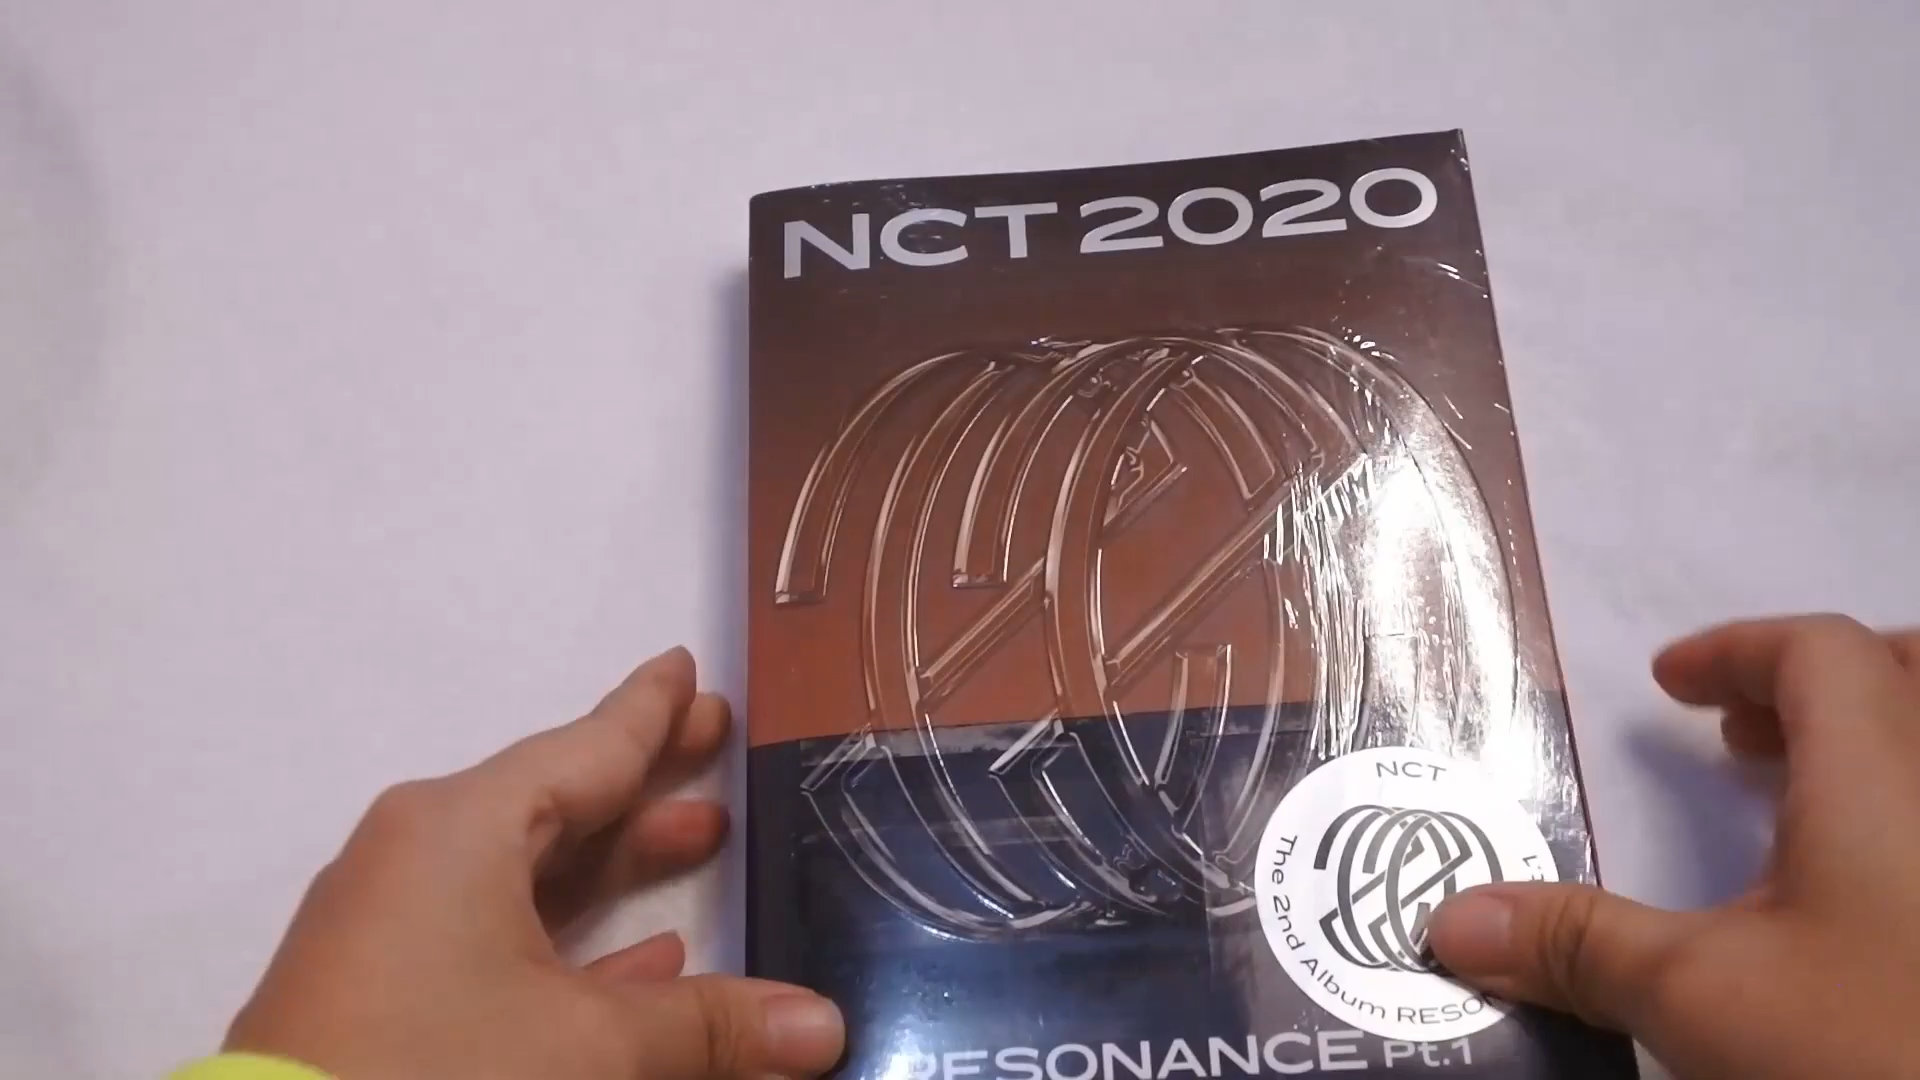 NCT 2020
NCT
The 2nd Album RESO
RESONANCE Pt.1